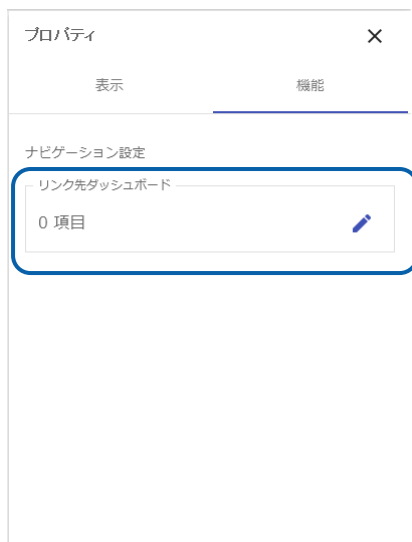 プロパティ
表示
機能
ナビゲーション設定
リンク先ダッシュボード
0 項目